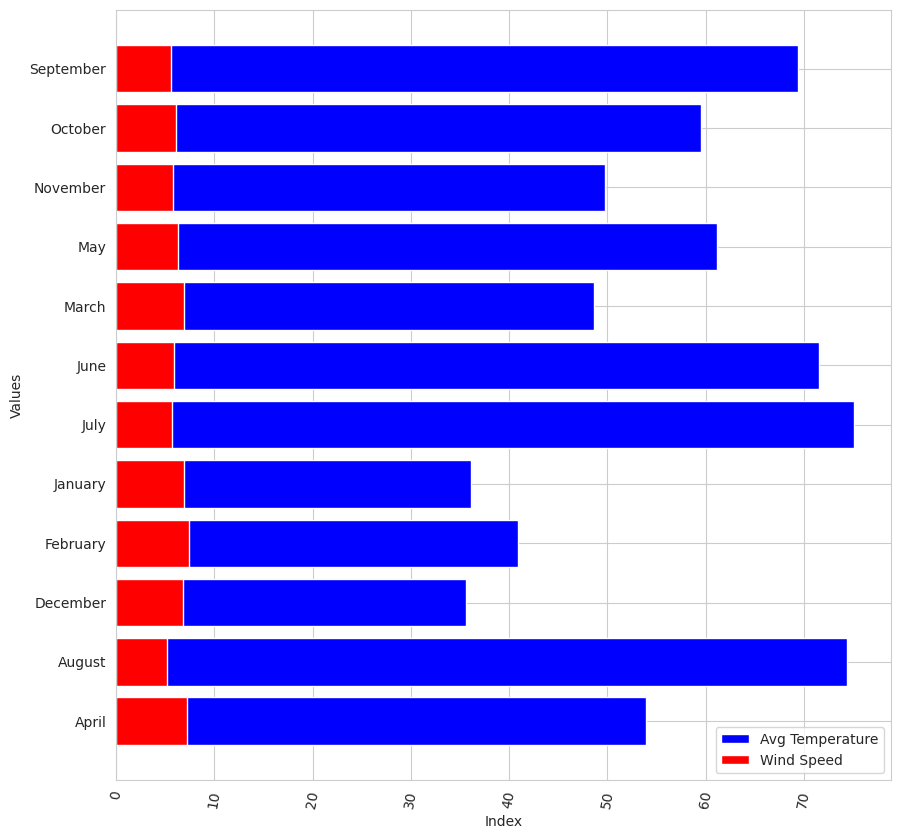 September
October
November
May
March
June
July
January
February
December
August
April
Values
0 10 20 30 40 50 60 70
Index
Avg Temperature
Wind Speed